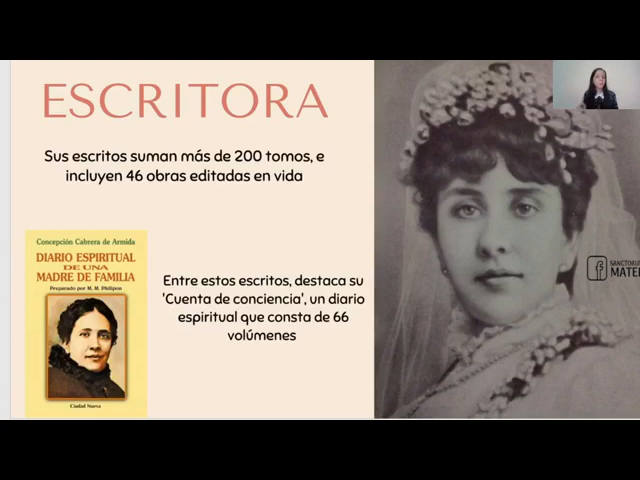 ESCRITORA
Sus escritos suman más de 200 tomos, e
incluyen 46 obras editadas en vida
Concepción Cabrera de Armida
DIARIO ESPIRITUAL
DE UNA
MADRE DE FAMILIA
Preparado por M. M. Philipon
Ciudad Nueva
Entre estos escritos, destaca su
'Cuenta de conciencia', un diario
espiritual que consta de 66
volúmenes